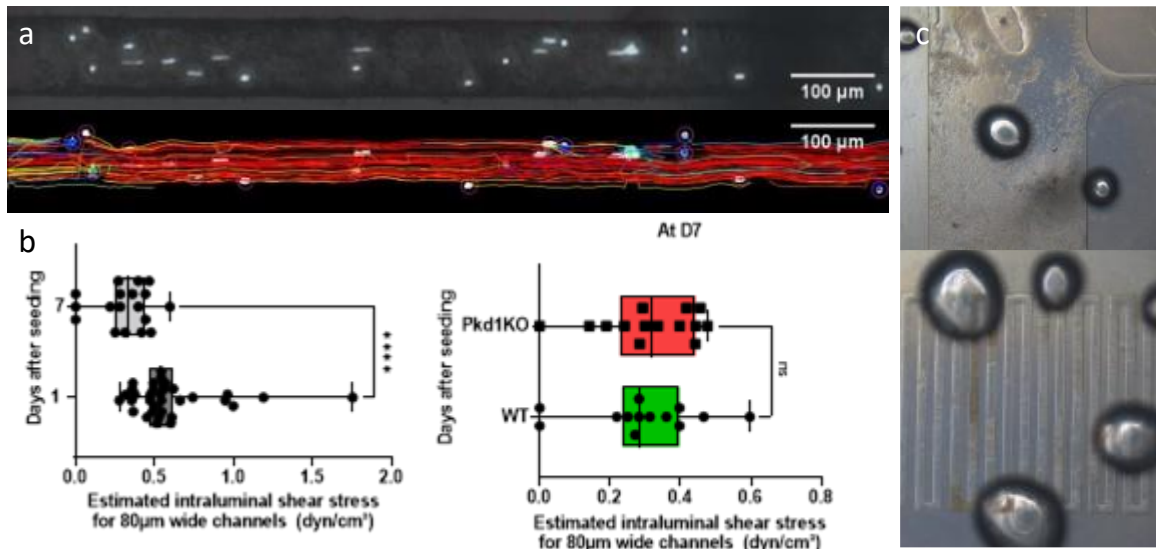 a
100 µm
100 µm
c
b
Days after seeding
7
1
****
0.0 0.5 1.0 1.5 2.0
Estimated intraluminal shear stress
for 80µm wide channels (dyn/cm²)
At D7
Days after seeding
Pkd1KO
WT
ns
0.0 0.2 0.4 0.6 0.8
Estimated intraluminal shear stress
for 80µm wide channels (dyn/cm²)